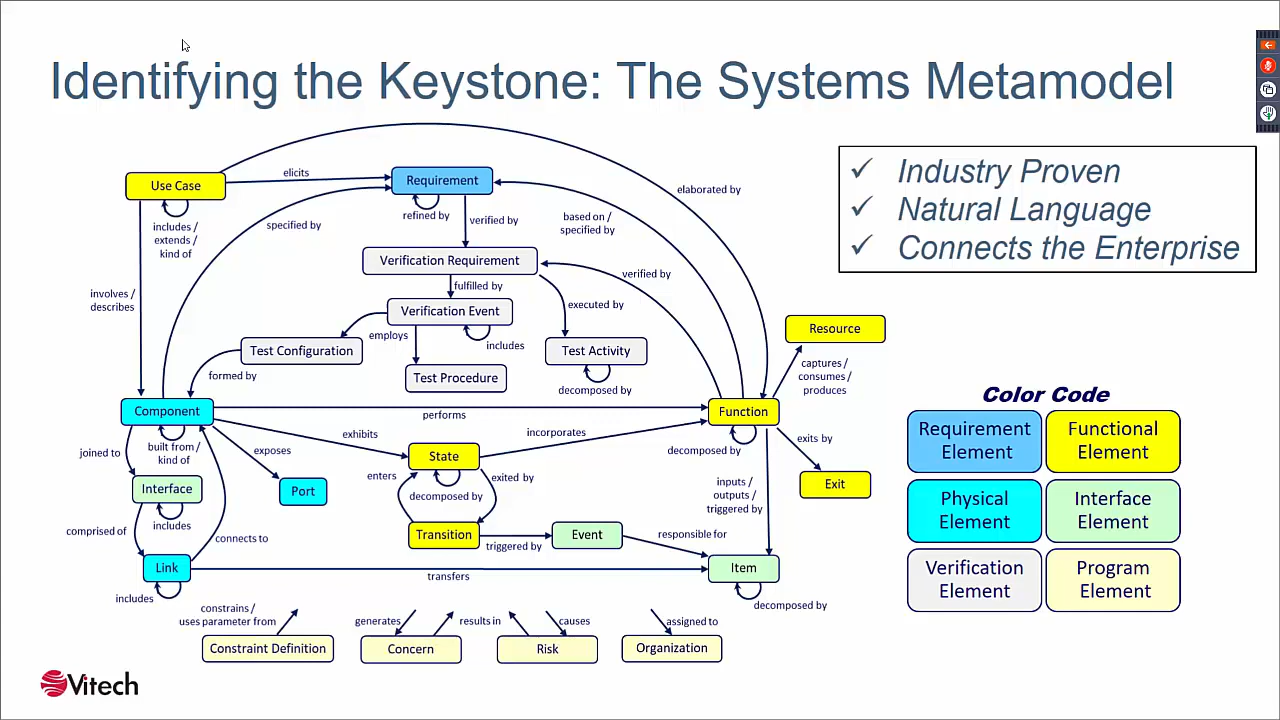 Identifying the Keystone: The Systems Metamodel
✓ Industry Proven
✓ Natural Language
✓ Connects the Enterprise
Use Case
elicits
Requirement
elaborated by
includes /
extends /
kind of
specified by
refined by
verified by
based on /
specified by
Verification Requirement
verified by
involves /
describes
fulfilled by
executed by
Verification Event
employs
includes
Resource
Test Configuration
Test Activity
formed by
Test Procedure
decomposed by
captures /
consumes /
produces
Component
performs
Function
joined to
built from /
kind of
exposes
exhibits
incorporates
decomposed by
exits by
State
enters
exited by
decomposed by
Interface
includes
Port
inputs /
outputs /
triggered by
Exit
comprised of
connects to
Transition
triggered by
Event
responsible for
Link
includes
transfers
Item
decomposed by
constrains /
uses parameter from
generates
results in
causes
assigned to
Constraint Definition
Concern
Risk
Organization
Color Code
Requirement
Element
Functional
Element
Physical
Element
Interface
Element
Verification
Element
Program
Element
Vitech